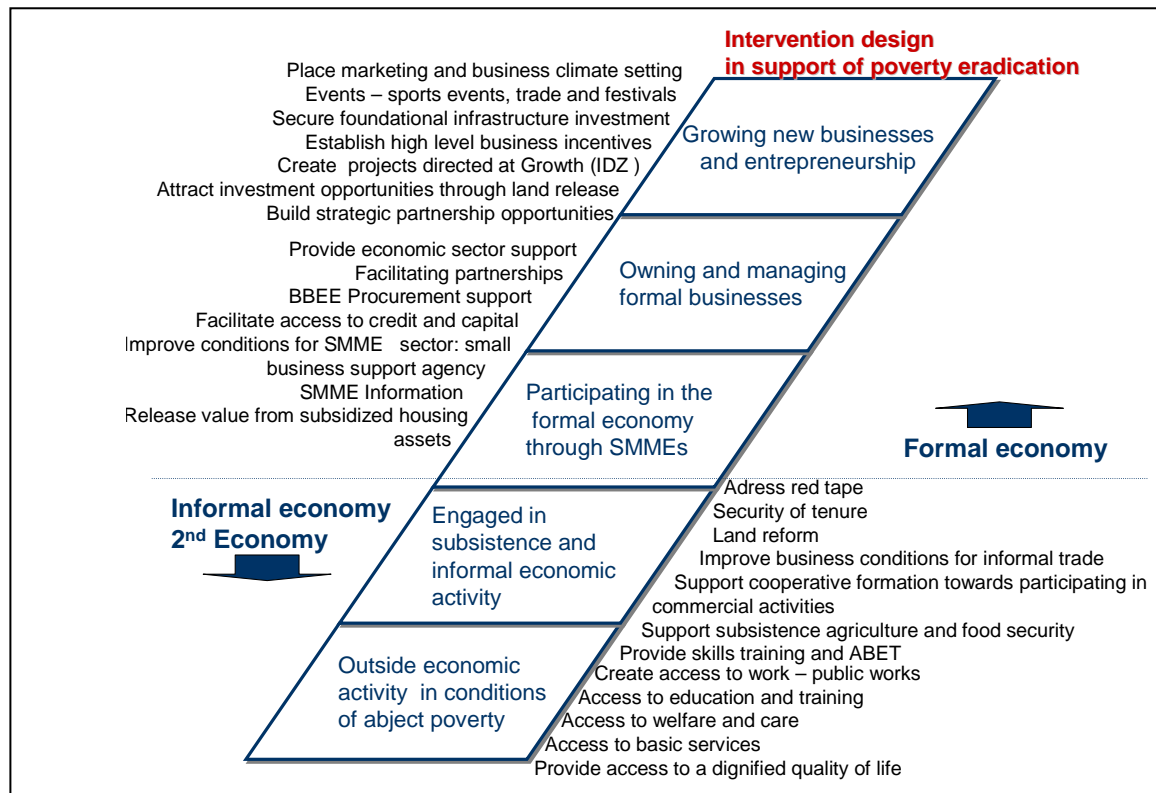 Intervention design
in support of poverty eradication
Place marketing and business climate setting
Events – sports events, trade and festivals
Secure foundational infrastructure investment
Establish high level business incentives
Create projects directed at Growth (IDZ )
Attract investment opportunities through land release
Build strategic partnership opportunities
Growing new businesses
and entrepreneurship
Provide economic sector support
Facilitating partnerships
BBEE Procurement support
Facilitate access to credit and capital
Improve conditions for SMME sector: small
business support agency
SMME Information
Release value from subsidized housing
assets
Owning and managing
formal businesses
Participating in the
formal economy
through SMMEs
Formal economy
Informal economy
2nd Economy
Engaged in
subsistence and
informal economic
activity
Adress red tape
Security of tenure
Land reform
Improve business conditions for informal trade
Support cooperative formation towards participating in
commercial activities
Support subsistence agriculture and food security
Provide skills training and ABET
Outside economic
activity in conditions
of abject poverty
Create access to work – public works
Access to education and training
Access to welfare and care
Access to basic services
Provide access to a dignified quality of life